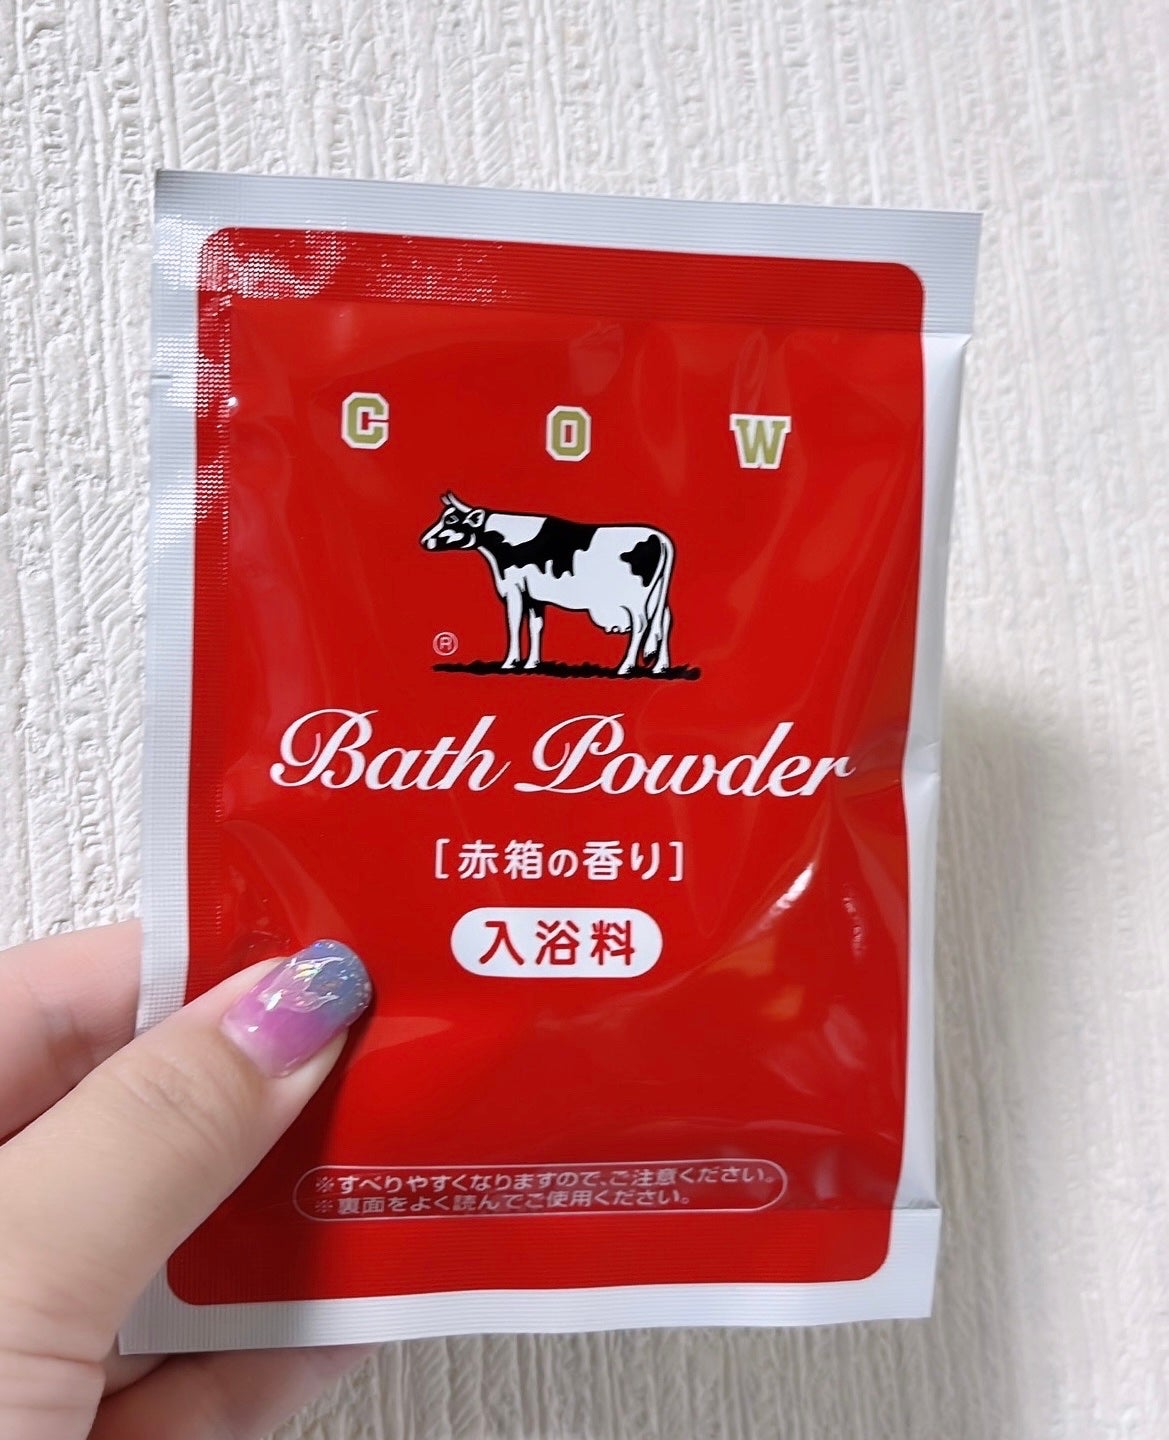 COW
®
Bath Powder
[赤箱の香り]
入浴料
※すべりやすくなりますので、ご注意ください。
※裏面をよく読んでご使用ください。